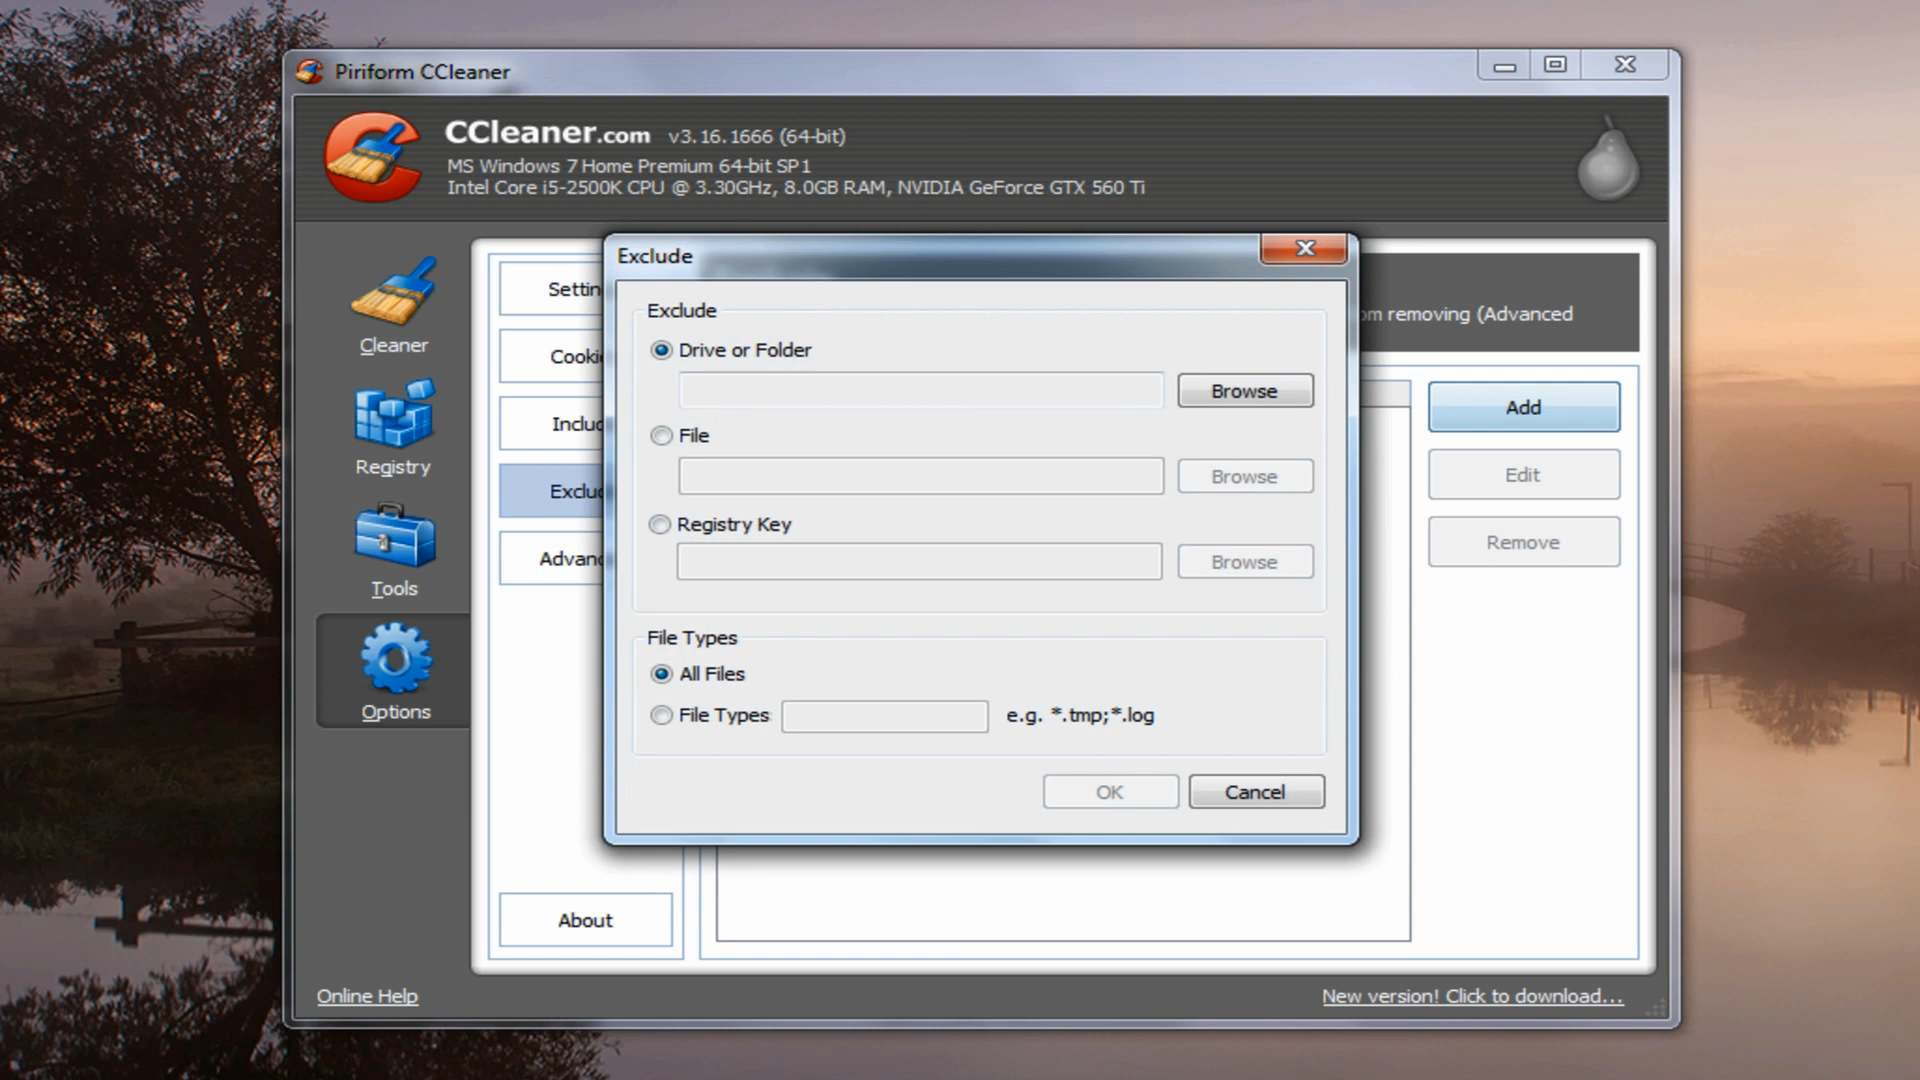 Piriform CCleaner
CCleaner.com v3.16.1666 (64-bit)
MS Windows 7 Home Premium 64-bit SP1
Intel Core i5-2500K CPU @ 3.30GHz, 8.0GB RAM, NVIDIA GeForce GTX 560 Ti
Cleaner
Registry
Tools
Options
Settin
Cooki
Includ
Exclud
Advanc
About
removing (Advanced
Add
Edit
Remove
Exclude
Exclude
Drive or Folder
Browse
File
Browse
Registry Key
Browse
File Types
All Files
File Types
e.g. *.tmp;*.log
OK
Cancel
Online Help
New version! Click to download...